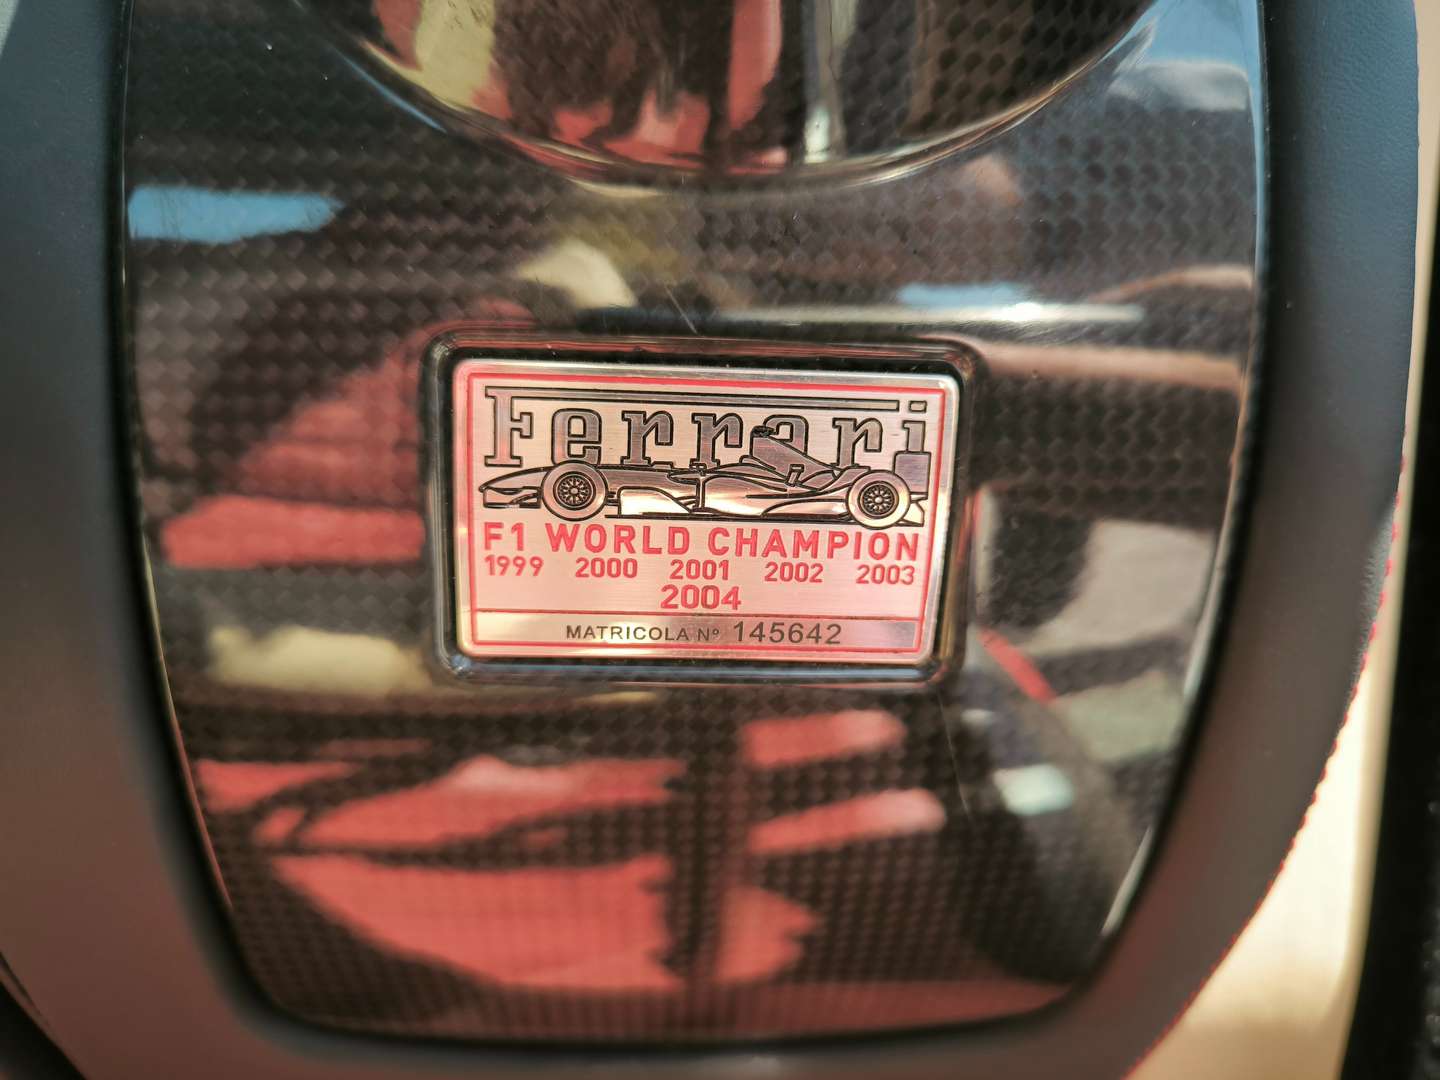 Ferrari
F1 WORLD CHAMPION
1999 2000 2001 2002 2003
2004
MATRICOLA Nº 145642